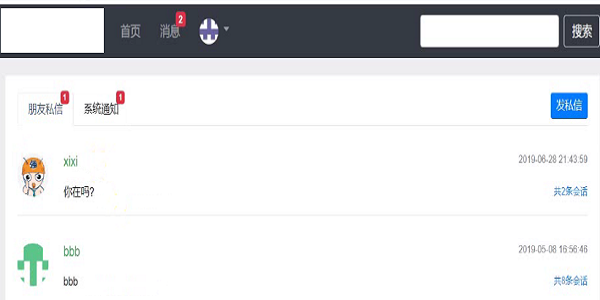 首页 消息 2 搜索
朋友私信 1 系统通知 1 发私信
xixi 2019-06-28 21:43:59
你在吗? 共2条会话
bbb 2019-05-08 16:56:46
bbb 共8条会话